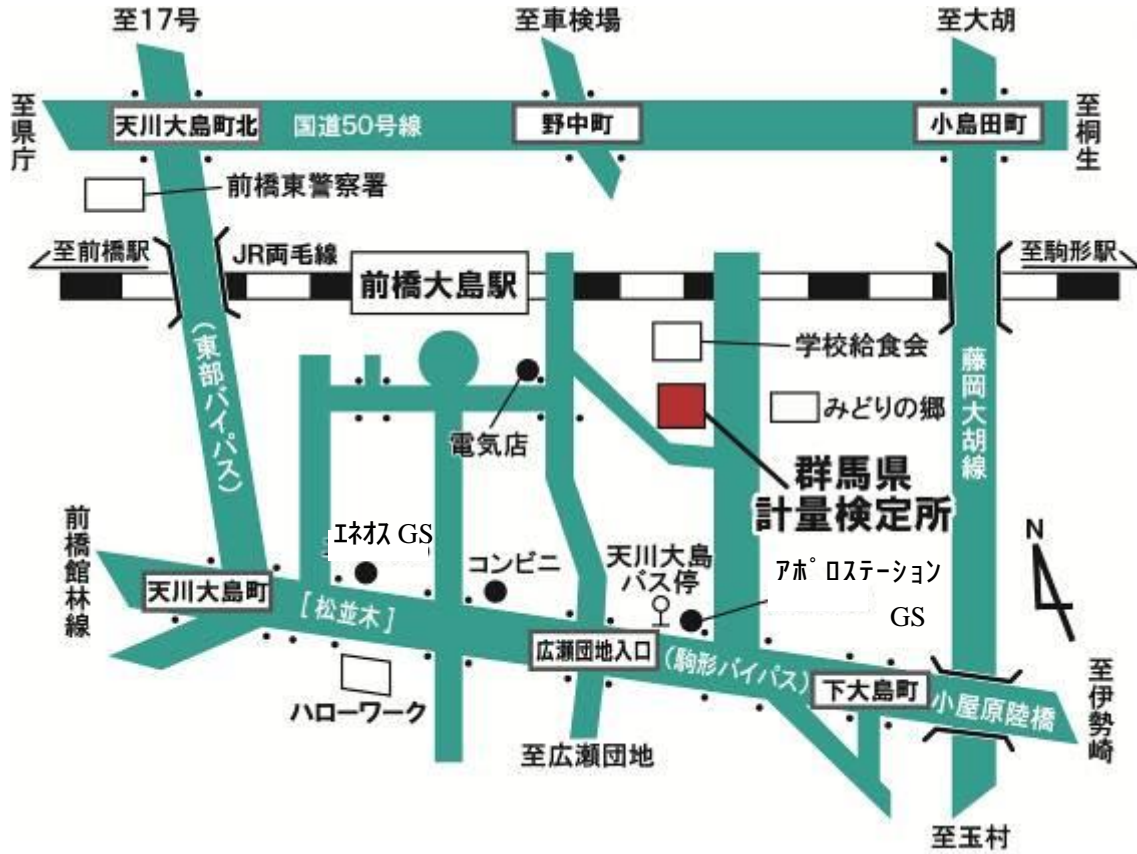 至17号
至車検場
至大胡
至県庁
天川大島町北
国道50号線
野中町
小島田町
至桐生
前橋東警察署
至前橋駅
JR両毛線
前橋大島駅
至駒形駅
(東部バイパス)
学校給食会
藤岡大胡線
みどりの郷
電気店
群馬県
計量検定所
前橋館林線
エネオス GS
コンビニ
天川大島
バス停
アポロステーション
GS
N
天川大島町
[松並木]
広瀬団地入口
(駒形バイパス)
下大島町
小屋原陸橋
至伊勢崎
ハローワーク
至広瀬団地
至玉村